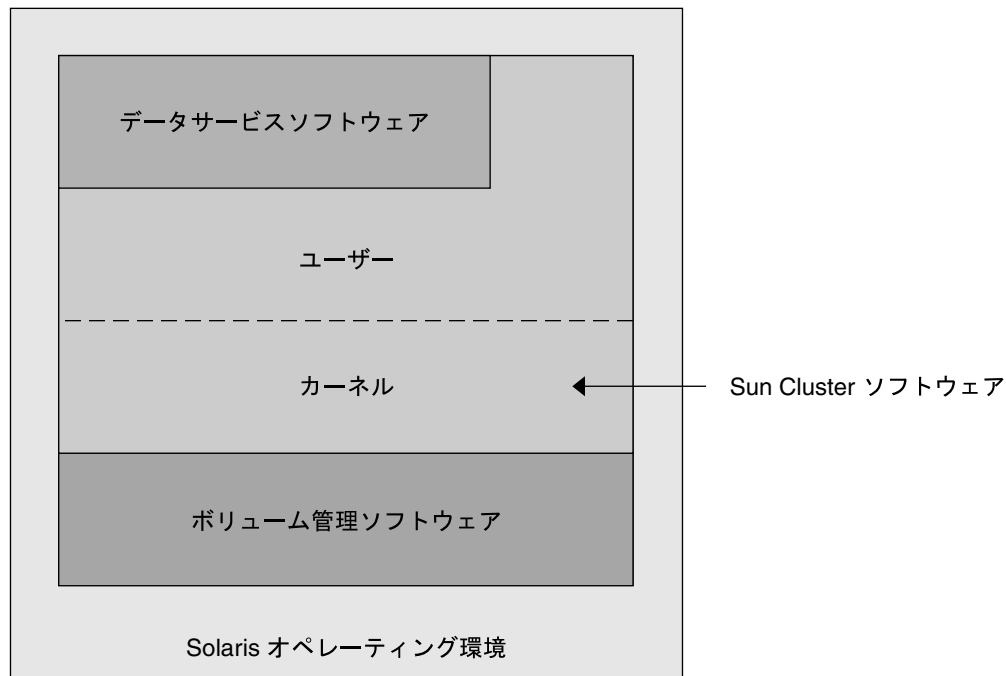 データサービスソフトウェア
ユーザー
カーネル
Sun Cluster ソフトウェア
ボリューム管理ソフトウェア
Solaris オペレーティング環境